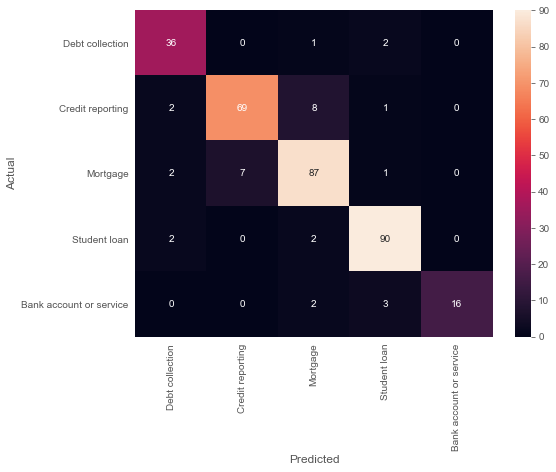 Debt collection 36 0 1 2 0
Credit reporting 2 69 8 1 0
Mortgage 2 7 87 1 0
Student loan 2 0 2 90 0
Bank account or service 0 0 2 3 16
Actual
Debt collection
Credit reporting
Mortgage
Student loan
Bank account or service
Predicted
90
80
70
60
50
40
30
20
10
0